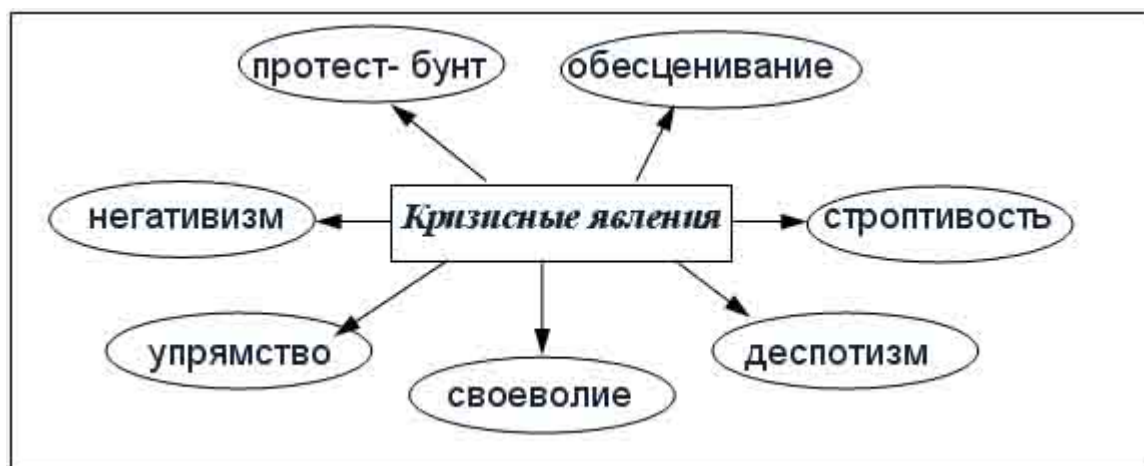 протест- бунт
обесценивание
негативизм
Кризисные явления
строптивость
упрямство
своеволие
деспотизм